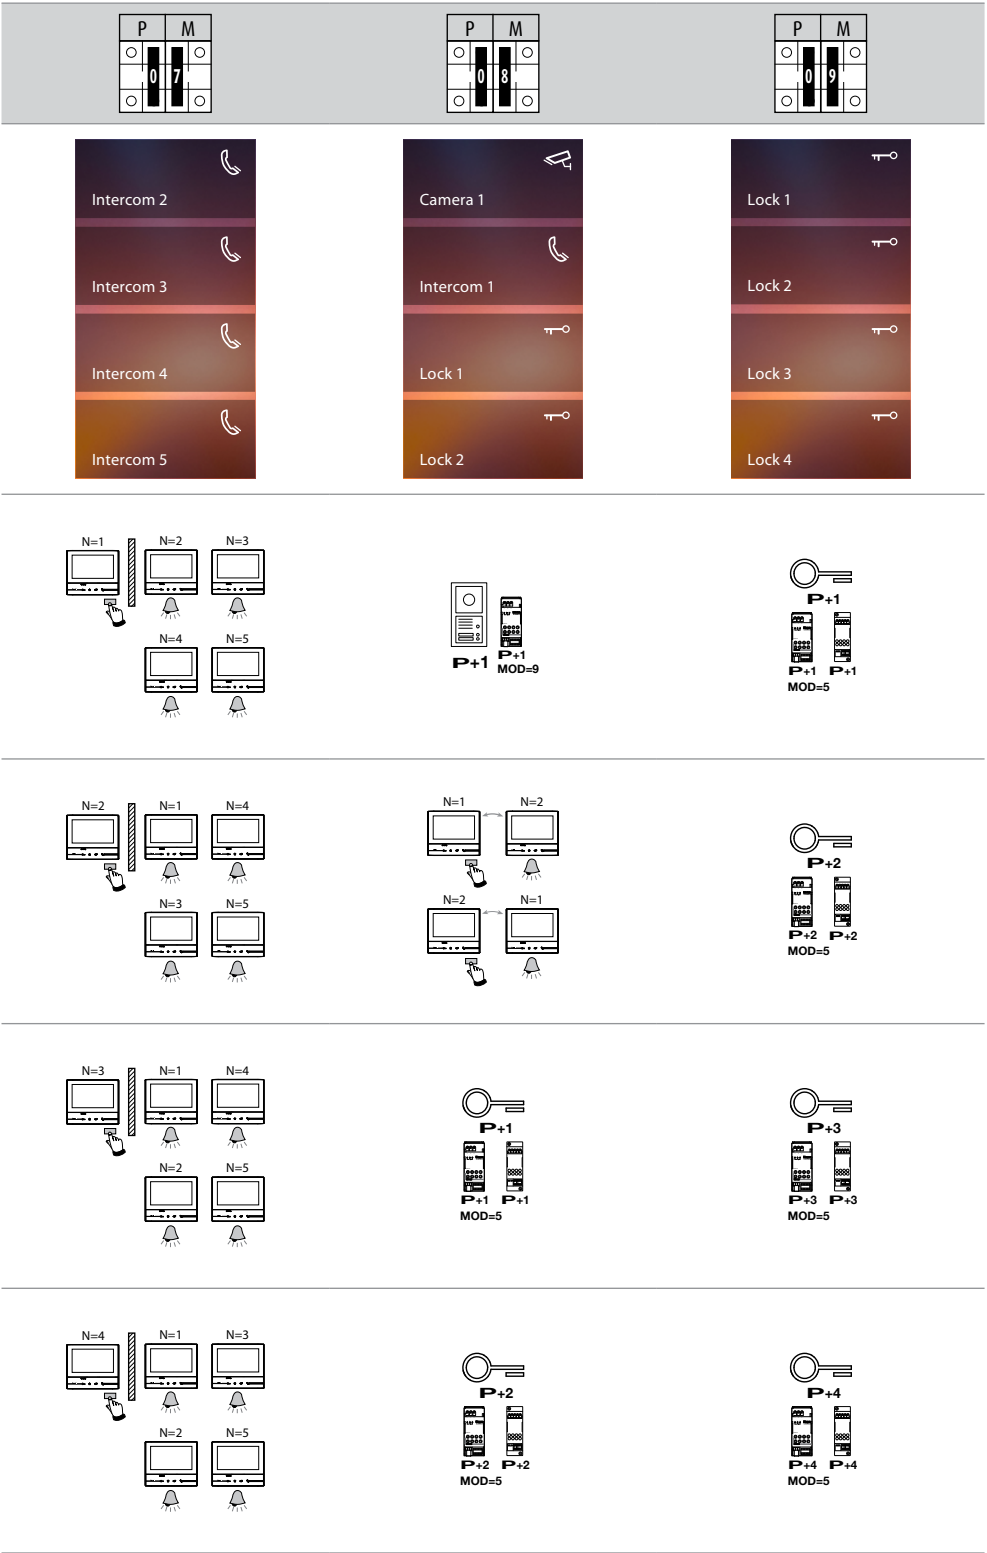 P M
P M
P M
0 7
0 8
0 9
Intercom 2
Intercom 3
Intercom 4
Intercom 5
Camera 1
Intercom 1
Lock 1
Lock 2
Lock 1
Lock 2
Lock 3
Lock 4
N=1 N=2 N=3
N=4 N=5
P+1
P+1
MOD=9
P+1
P+1 P+1
MOD=5
N=2 N=1 N=4
N=3 N=5
N=1 N=2
N=2 N=1
P+2
P+2 P+2
MOD=5
N=3 N=1 N=4
N=2 N=5
P+1
P+1 P+1
MOD=5
P+3
P+3 P+3
MOD=5
N=4 N=1 N=3
N=2 N=5
P+2
P+2 P+2
MOD=5
P+4
P+4 P+4
MOD=5